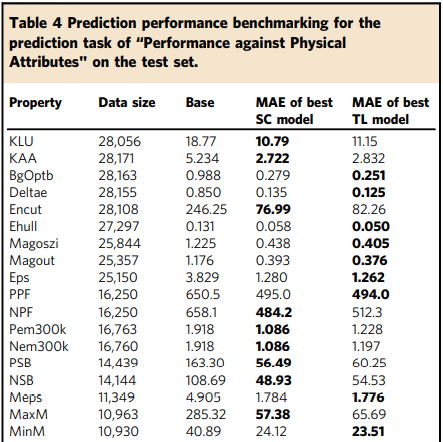 Table 4 Prediction performance benchmarking for the
prediction task of “Performance against Physical
Attributes" on the test set.
Property Data size Base MAE of best SC model MAE of best TL model
KLU 28,056 18.77 10.79 11.15
KAA 28,171 5.234 2.722 2.832
BgOptb 28,163 0.988 0.279 0.251
Deltae 28,155 0.850 0.135 0.125
Encut 28,108 246.25 76.99 82.26
Ehull 27,297 0.131 0.058 0.050
Magoszi 25,844 1.225 0.438 0.405
Magout 25,357 1.176 0.393 0.376
Eps 25,150 3.829 1.280 1.262
PPF 16,250 650.5 495.0 494.0
NPF 16,250 658.1 484.2 512.3
Pem300k 16,763 1.918 1.086 1.228
Nem300k 16,760 1.918 1.086 1.197
PSB 14,439 163.30 56.49 60.25
NSB 14,144 108.69 48.93 54.53
Meps 11,349 4.905 1.784 1.776
MaxM 10,963 285.32 57.38 65.69
MinM 10,930 40.89 24.12 23.51